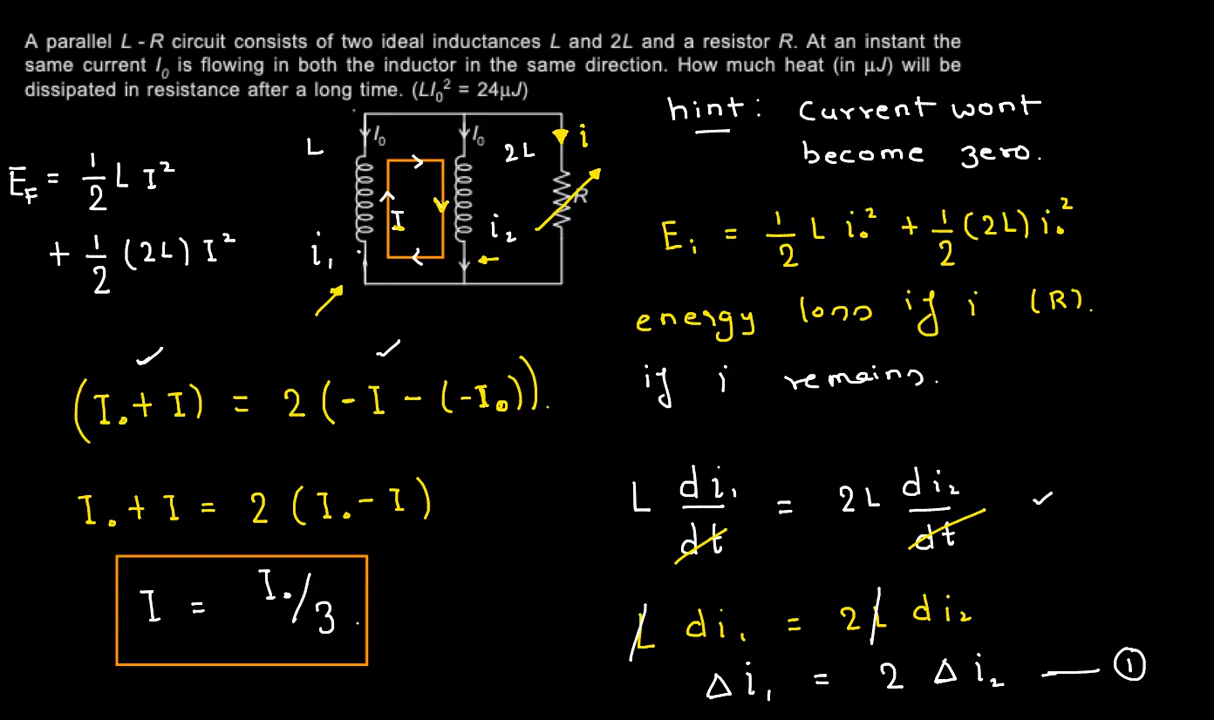 A parallel L - R circuit consists of two ideal inductances L and 2L and a resistor R. At an instant the
same current I₀ is flowing in both the inductor in the same direction. How much heat (in μJ) will be
dissipated in resistance after a long time. (LI₀² = 24μJ)
hint : Current wont
become zero.
L
I₀
I₀
2L
i
R
I
i₁
i₂
E_F = 1/2 L I²
+ 1/2 (2L) I²
E_i = 1/2 L i₀² + 1/2 (2L) i₀²
energy loss if i (R).
if i remains.
(I₀ + I) = 2 (-I - (-I₀)).
I₀ + I = 2 (I₀ - I)
I = I₀/3.
L di₁/dt = 2L di₂/dt
L di₁ = 2L di₂
Δi₁ = 2 Δi₂ — ①